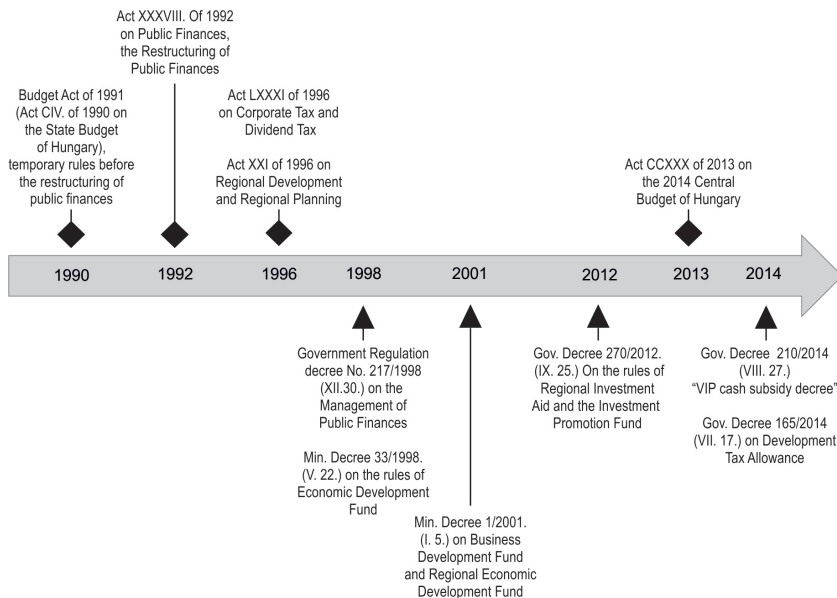 Act XXXVIII. Of 1992
on Public Finances,
the Restructuring of
Public Finances
Budget Act of 1991
(Act CIV. of 1990 on
the State Budget
of Hungary),
temporary rules before
the restructuring of
public finances
Act LXXXI of 1996
on Corporate Tax and
Dividend Tax
Act XXI of 1996 on
Regional Development
and Regional Planning
Act CCXXX of 2013 on
the 2014 Central
Budget of Hungary
1990 1992 1996 1998 2001 2012 2013 2014
Government Regulation
decree No. 217/1998
(XII.30.) on the
Management of
Public Finances
Min. Decree 33/1998.
(V. 22.) on the rules of
Economic Development
Fund
Min. Decree 1/2001.
(I. 5.) on Business
Development Fund
and Regional Economic
Development Fund
Gov. Decree 270/2012.
(IX. 25.) On the rules of
Regional Investment
Aid and the Investment
Promotion Fund
Gov. Decree 210/2014
(VIII. 27.)
“VIP cash subsidy decree”
Gov. Decree 165/2014
(VII. 17.) on Development
Tax Allowance